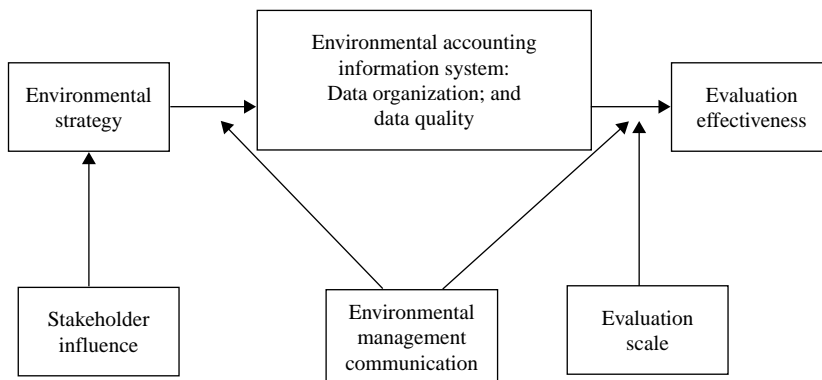 Environmental accounting
information system:
Data organization; and
data quality
Environmental
strategy
Evaluation
effectiveness
Stakeholder
influence
Environmental
management
communication
Evaluation
scale